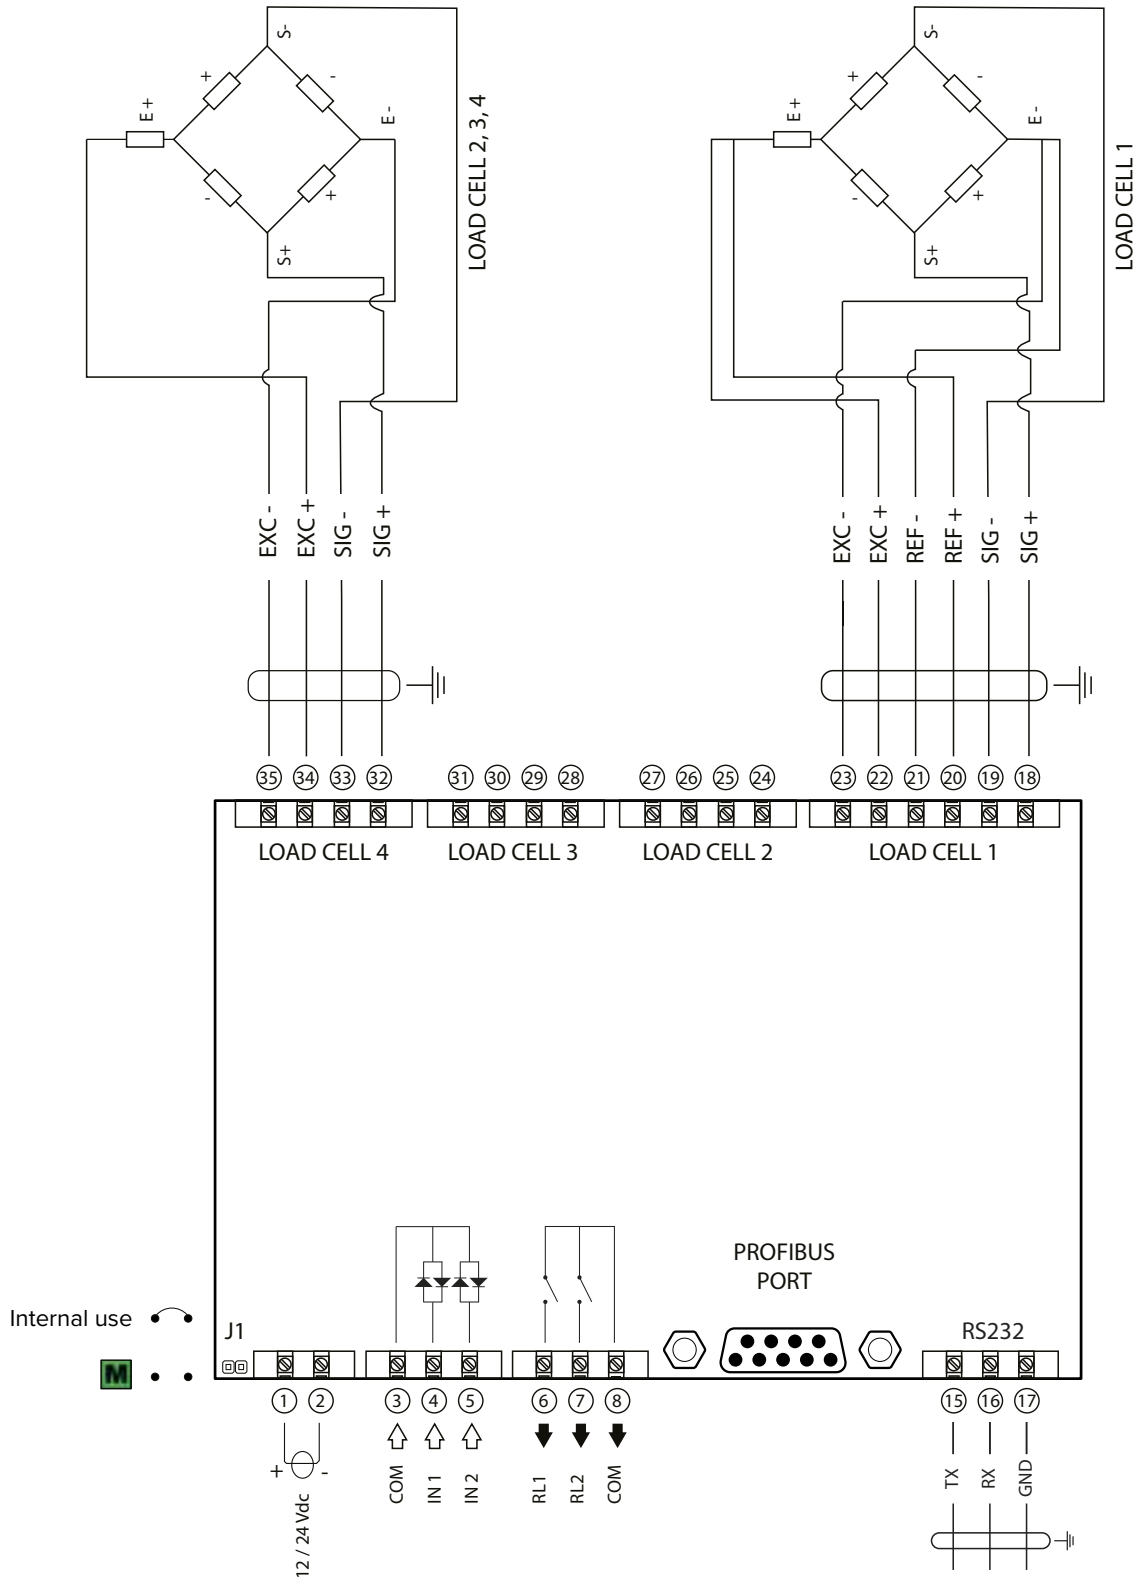 S-
+
-
E+
E -
-
+
S+
LOAD CELL 2, 3, 4
S-
+
-
E+
E -
-
+
S+
LOAD CELL 1
EXC -
EXC +
SIG -
SIG +
EXC -
EXC +
REF -
REF +
SIG -
SIG +
35 34 33 32
31 30 29 28
27 26 25 24
23 22 21 20 19 18
LOAD CELL 4
LOAD CELL 3
LOAD CELL 2
LOAD CELL 1
PROFIBUS
PORT
Internal use
J1
RS232
M
1 2
3 4 5
6 7 8
15 16 17
+ -
12 / 24 Vdc
COM
IN 1
IN 2
RL1
RL2
COM
TX
RX
GND